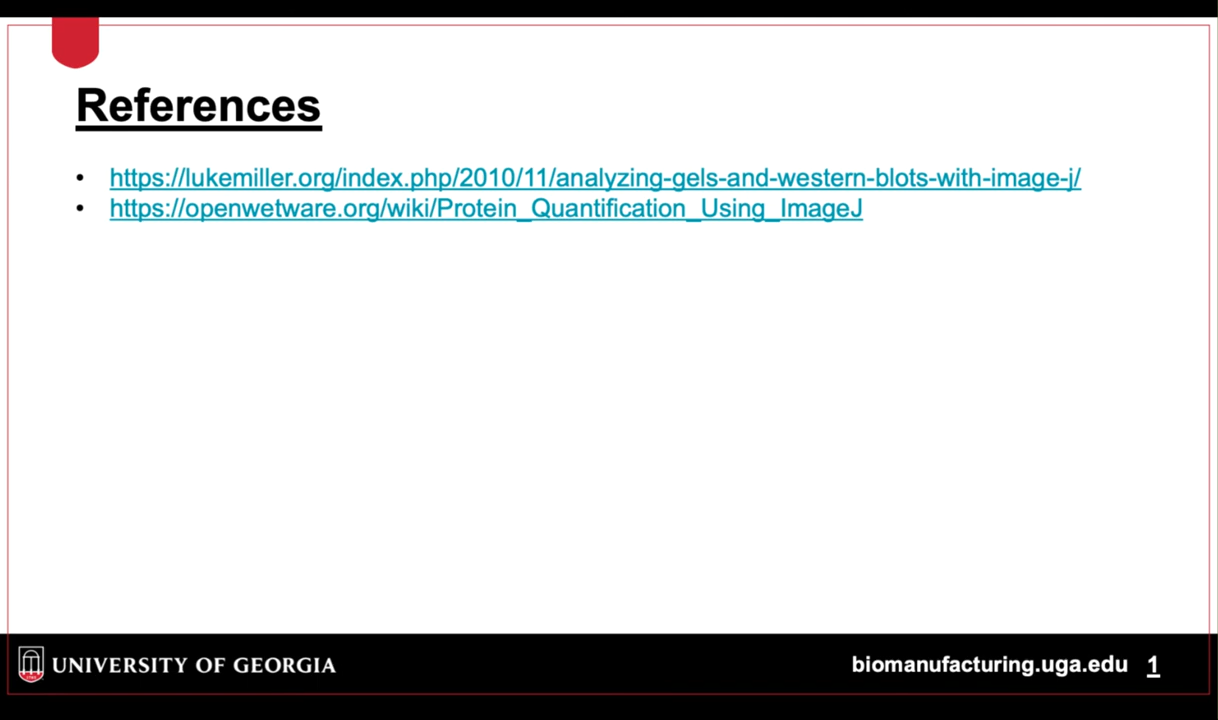 References
• https://lukemiller.org/index.php/2010/11/analyzing-gels-and-western-blots-with-image-j/
• https://openwetware.org/wiki/Protein_Quantification_Using_ImageJ
UNIVERSITY OF GEORGIA
biomanufacturing.uga.edu 1